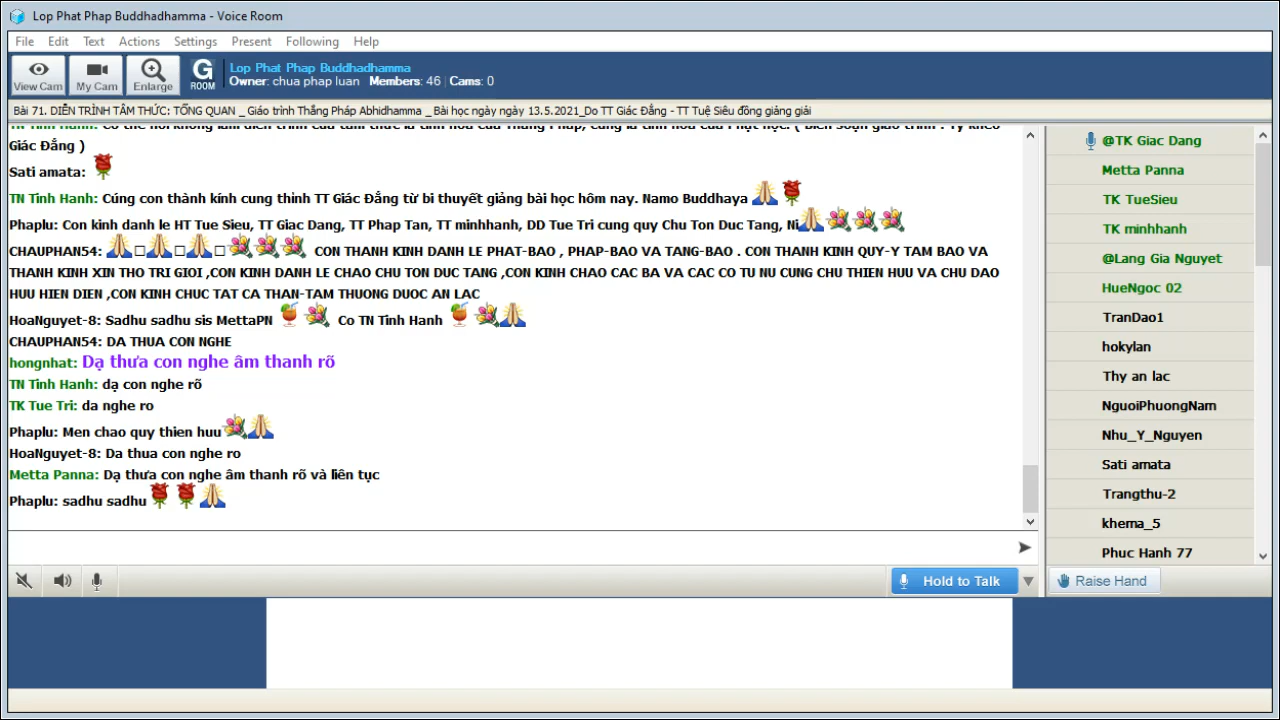 Lop Phat Phap Buddhadhamma - Voice Room
File Edit Text Actions Settings Present Following Help
View Cam My Cam Enlarge G ROOM
Lop Phat Phap Buddhadhamma
Owner: chua phap luan Members: 46 Cams: 0
Bài 71. DIỄN TRÌNH TÂM THỨC: TỔNG QUAN _ Giáo trình Thắng Pháp Abhidhamma _ Bài học ngày ngày 13.5.2021_Do TT Giác Đẳng - TT Tuệ Siêu đồng giảng giải
Giác Đẳng )
Sati amata:
TN Tinh Hanh: Cúng con thành kính cung thỉnh TT Giác Đẳng từ bi thuyết giảng bài học hôm nay. Namo Buddhaya
Phaplu: Con kinh danh le HT Tue Sieu, TT Giac Dang, TT Phap Tan, TT minhhanh, DD Tue Tri cung quy Chu Ton Duc Tang, Ni
CHAUPHAN54: CON THANH KINH DANH LE PHAT-BAO , PHAP-BAO VA TANG-BAO . CON THANH KINH QUY-Y TAM BAO VA
THANH KINH XIN THO TRI GIOI ,CON KINH DANH LE CHAO CHU TON DUC TANG ,CON KINH CHAO CAC BA VA CAC CO TU NU CUNG CHU THIEN HUU VA CHU DAO
HUU HIEN DIEN ,CON KINH CHUC TAT CA THAN-TAM THUONG DUOC AN LAC
HoaNguyet-8: Sadhu sadhu sis MettaPN Co TN Tinh Hanh
CHAUPHAN54: DA THUA CON NGHE
hongnhat: Dạ thưa con nghe âm thanh rõ
TN Tinh Hanh: dạ con nghe rõ
TK Tue Tri: da nghe ro
Phaplu: Men chao quy thien huu
HoaNguyet-8: Da thua con nghe ro
Metta Panna: Dạ thưa con nghe âm thanh rõ và liên tục
Phaplu: sadhu sadhu
@TK Giac Dang
Metta Panna
TK TueSieu
TK minhhanh
@Lang Gia Nguyet
HueNgoc 02
TranDao1
hokylan
Thy an lac
NguoiPhuongNam
Nhu_Y_Nguyen
Sati amata
Trangthu-2
khema_5
Phuc Hanh 77
Hold to Talk
Raise Hand